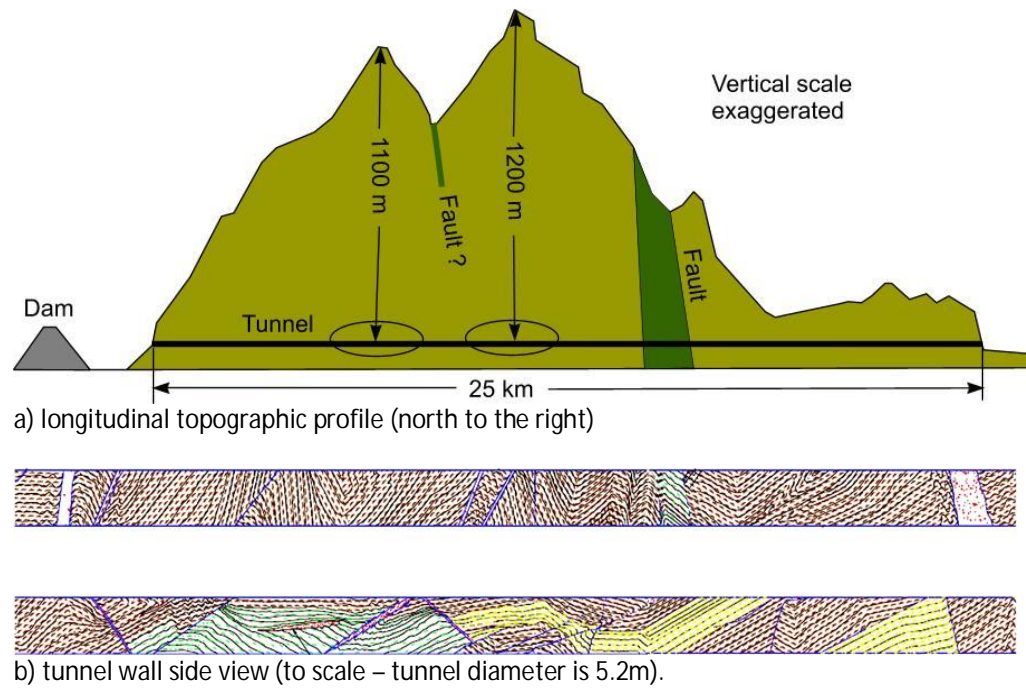 Vertical scale
exaggerated
1100 m
1200 m
Fault ?
Fault
Dam
Tunnel
25 km
a) longitudinal topographic profile (north to the right)
b) tunnel wall side view (to scale – tunnel diameter is 5.2m).